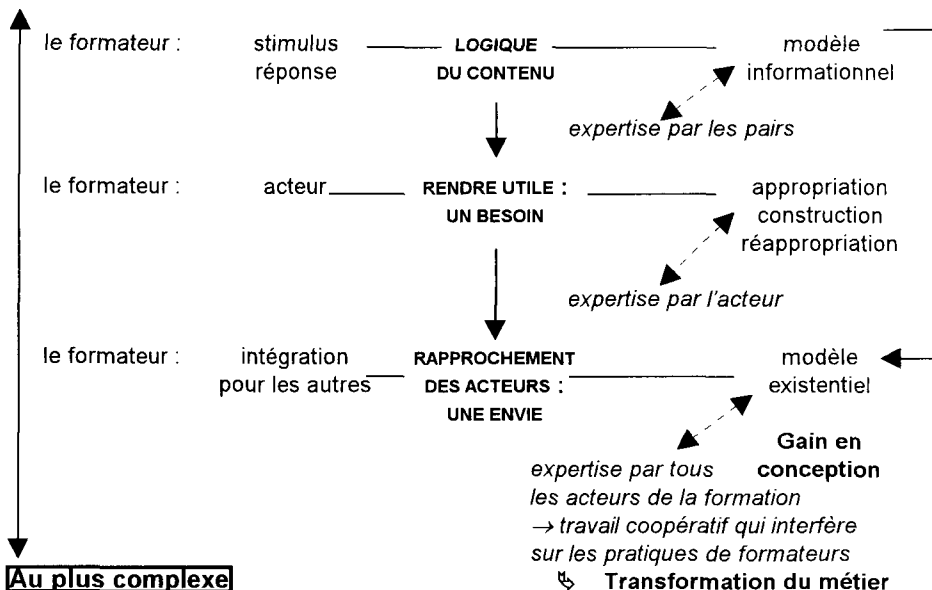 le formateur : stimulus LOGIQUE modèle
réponse DU CONTENU informationnel
expertise par les pairs
le formateur : acteur RENDRE UTILE : appropriation
UN BESOIN construction
réappropriation
expertise par l'acteur
le formateur : intégration RAPPROCHEMENT modèle
pour les autres DES ACTEURS : existentiel
UNE ENVIE
Gain en
expertise par tous conception
les acteurs de la formation
→ travail coopératif qui interfère
sur les pratiques de formateurs
Au plus complexe Transformation du métier